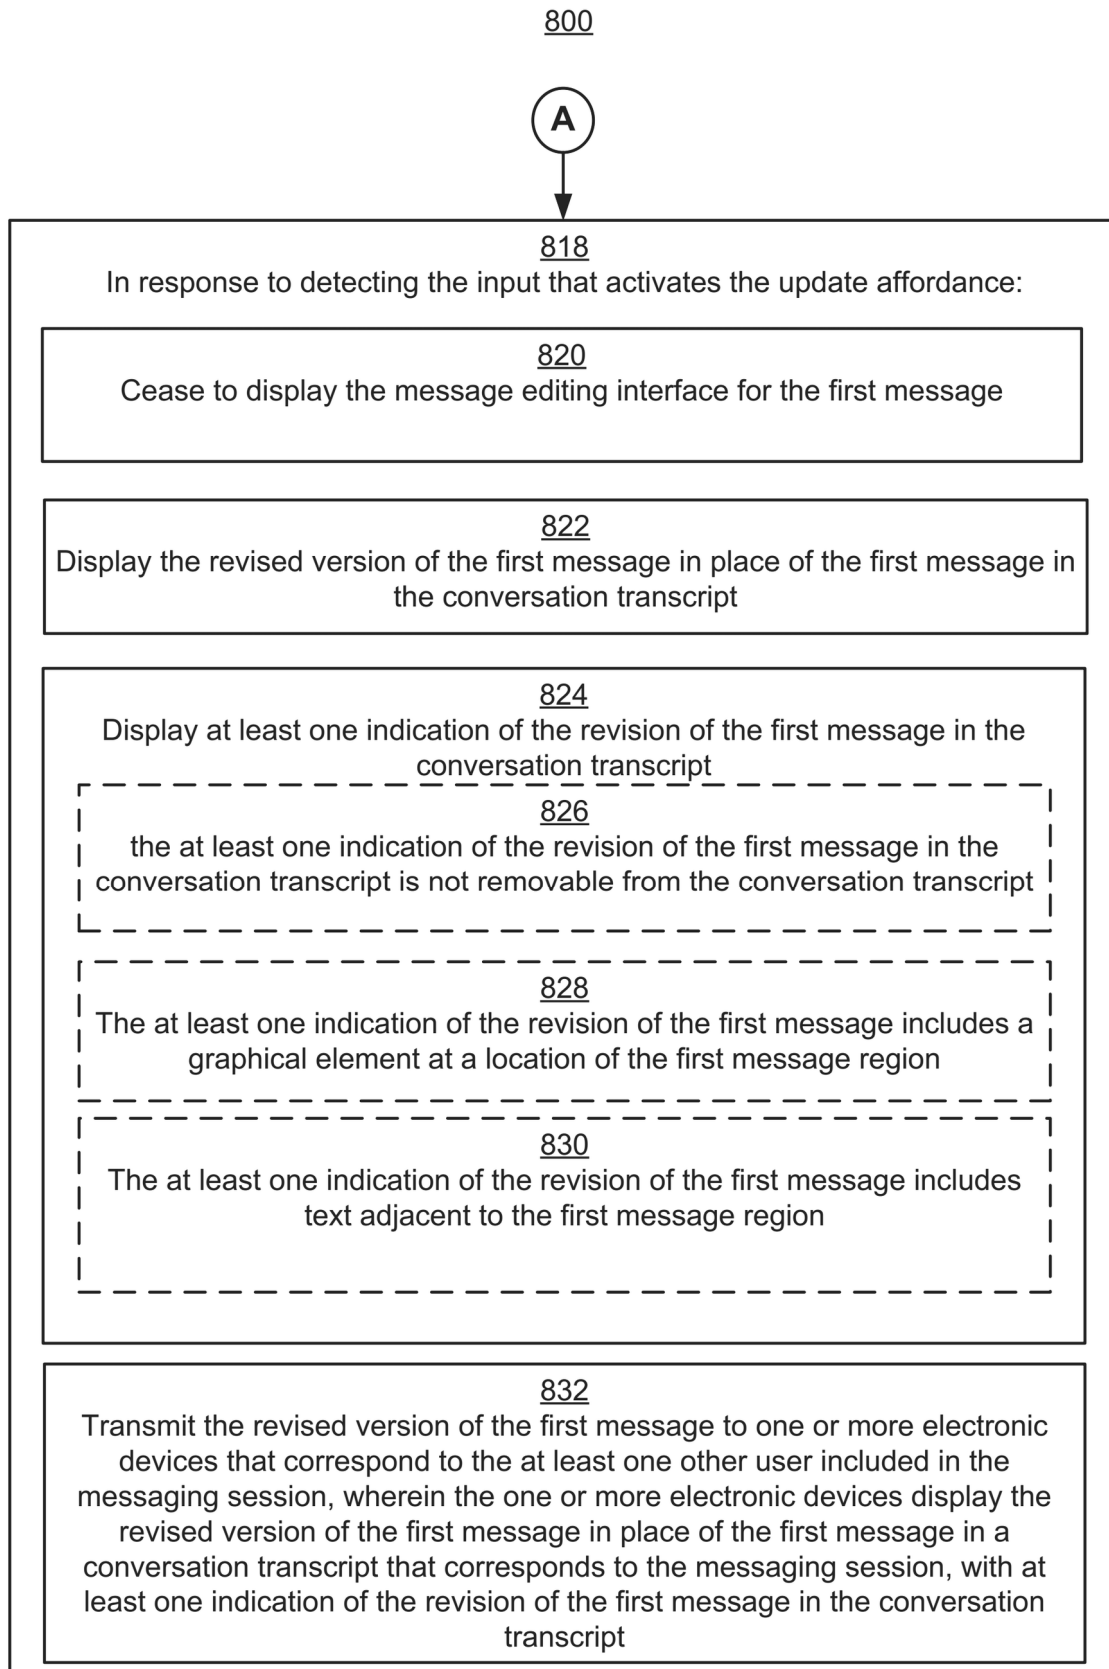 800
A
818
In response to detecting the input that activates the update affordance:
820
Cease to display the message editing interface for the first message
822
Display the revised version of the first message in place of the first message in
the conversation transcript
824
Display at least one indication of the revision of the first message in the
conversation transcript
826
the at least one indication of the revision of the first message in the
conversation transcript is not removable from the conversation transcript
828
The at least one indication of the revision of the first message includes a
graphical element at a location of the first message region
830
The at least one indication of the revision of the first message includes
text adjacent to the first message region
832
Transmit the revised version of the first message to one or more electronic
devices that correspond to the at least one other user included in the
messaging session, wherein the one or more electronic devices display the
revised version of the first message in place of the first message in a
conversation transcript that corresponds to the messaging session, with at
least one indication of the revision of the first message in the conversation
transcript